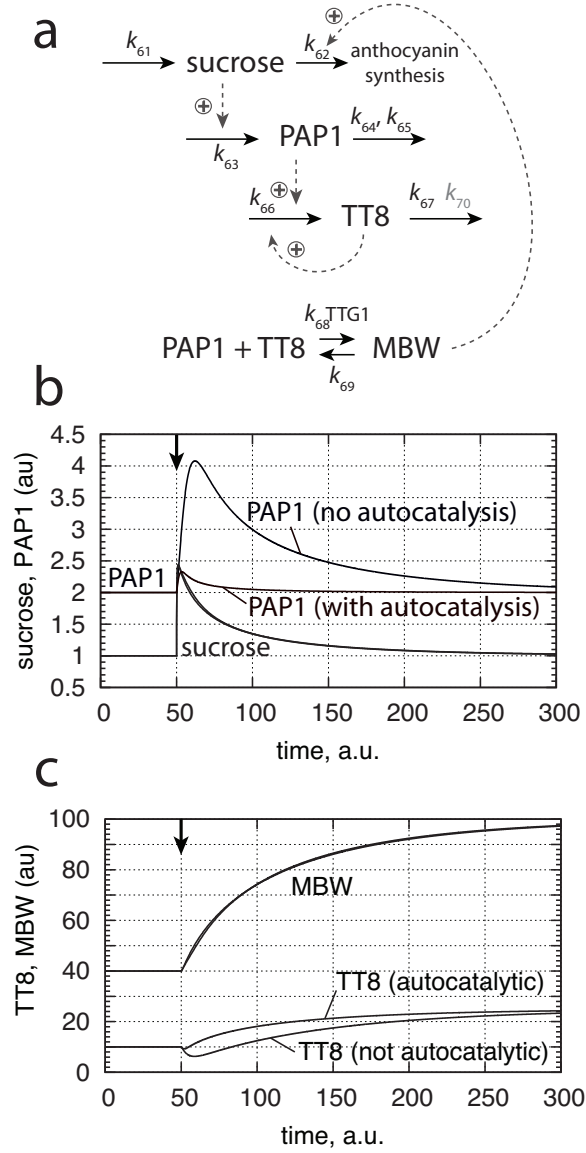 a
k61
sucrose
k62
anthocyanin
synthesis
k63
PAP1
k64, k65
k66
TT8
k67 k70
PAP1 + TT8
k68 TTG1
k69
MBW
b
4.5
4
3.5
3
2.5
2
1.5
1
0.5
sucrose, PAP1 (au)
PAP1
PAP1 (no autocatalysis)
PAP1 (with autocatalysis)
sucrose
0 50 100 150 200 250 300
time, a.u.
c
100
80
60
40
20
0
TT8, MBW (au)
MBW
TT8 (autocatalytic)
TT8 (not autocatalytic)
0 50 100 150 200 250 300
time, a.u.